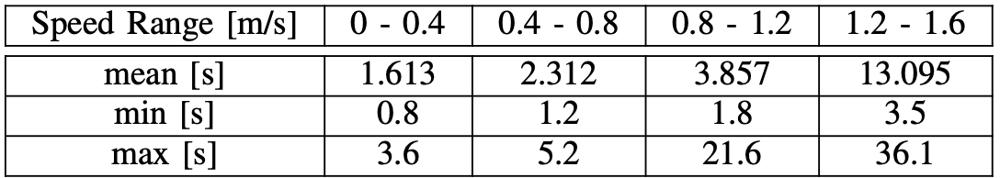 Speed Range [m/s] 0 - 0.4 0.4 - 0.8 0.8 - 1.2 1.2 - 1.6
mean [s] 1.613 2.312 3.857 13.095
min [s] 0.8 1.2 1.8 3.5
max [s] 3.6 5.2 21.6 36.1